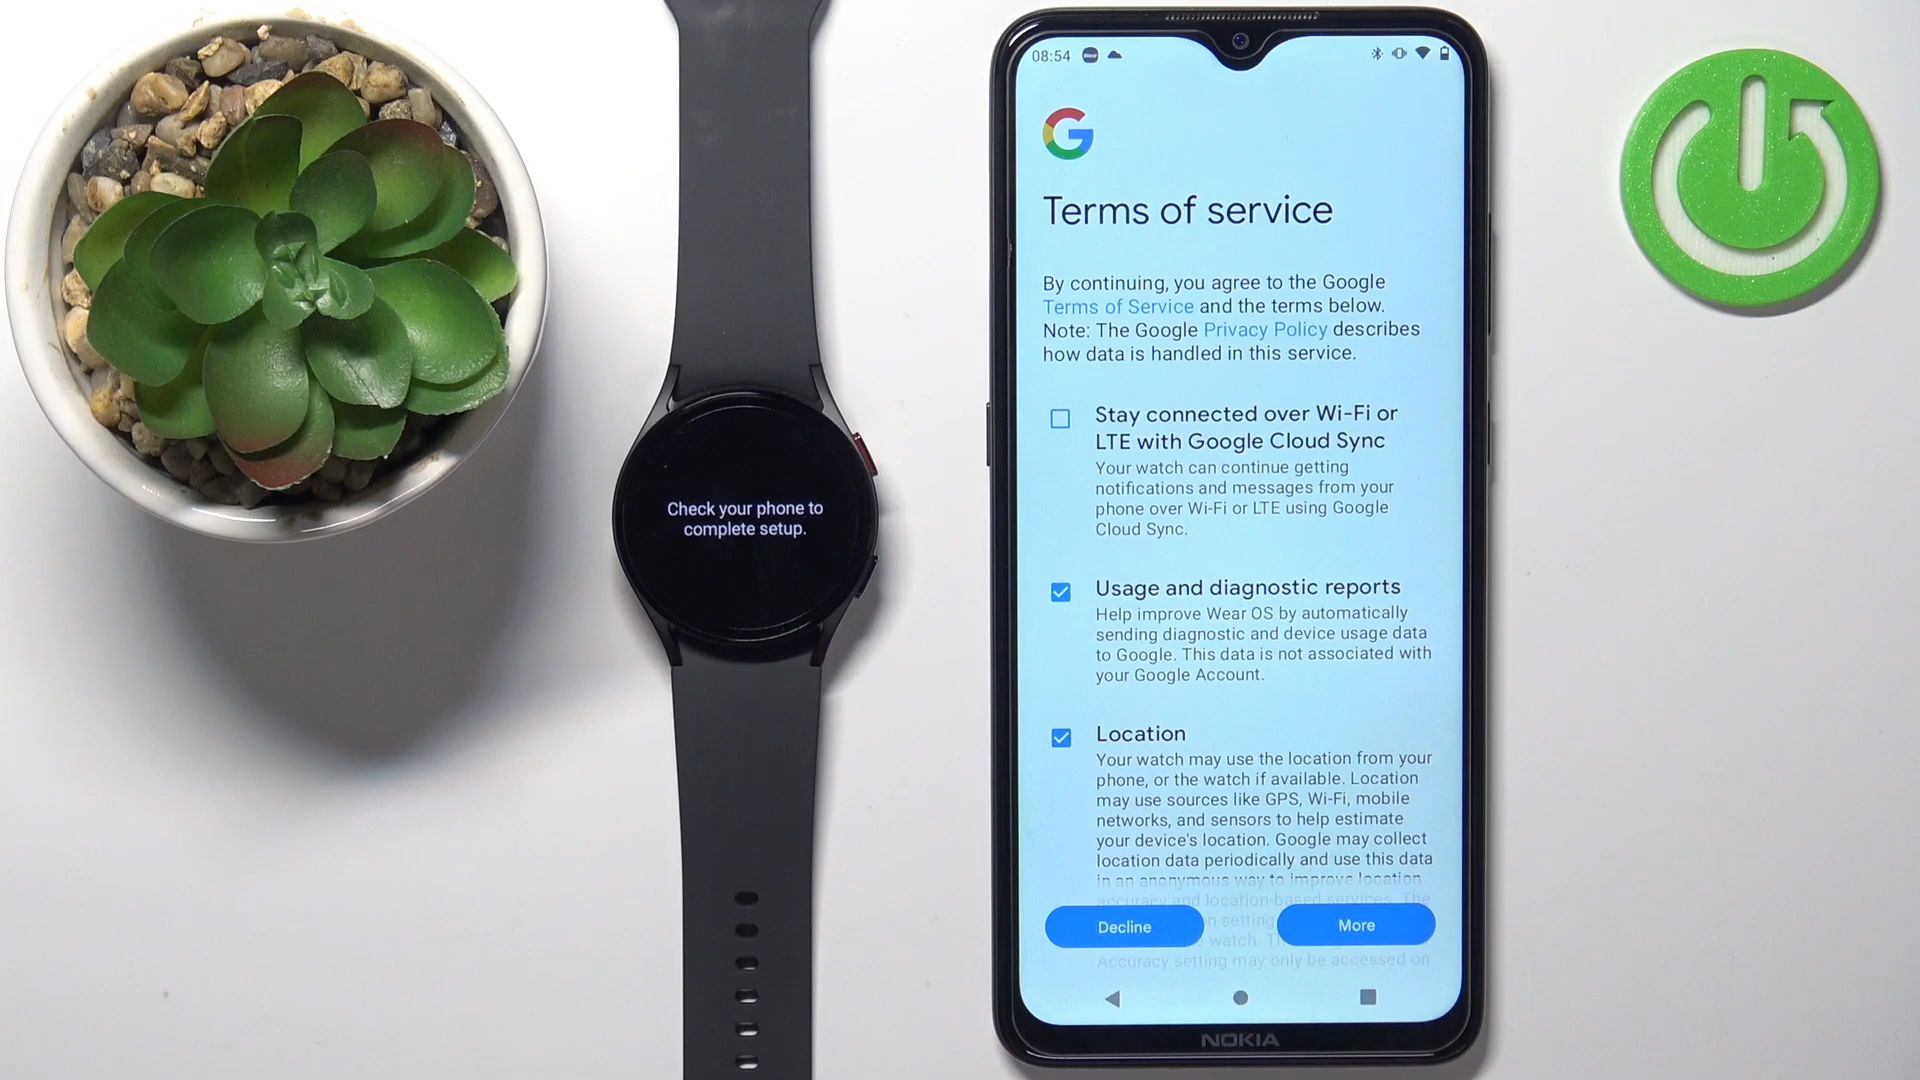 Check your phone to
complete setup.
08:54
Terms of service
By continuing, you agree to the Google
Terms of Service and the terms below.
Note: The Google Privacy Policy describes
how data is handled in this service.
Stay connected over Wi-Fi or
LTE with Google Cloud Sync
Your watch can continue getting
notifications and messages from your
phone over Wi-Fi or LTE using Google
Cloud Sync.
Usage and diagnostic reports
Help improve Wear OS by automatically
sending diagnostic and device usage data
to Google. This data is not associated with
your Google Account.
Location
Your watch may use the location from your
phone, or the watch if available. Location
may use sources like GPS, Wi-Fi, mobile
networks, and sensors to help estimate
your device's location. Google may collect
location data periodically and use this data
in an anonymous way to improve location
accuracy and location-based services. The
Decline
n setting
More
watch.
Accuracy setting may only be accessed on
NOKIA